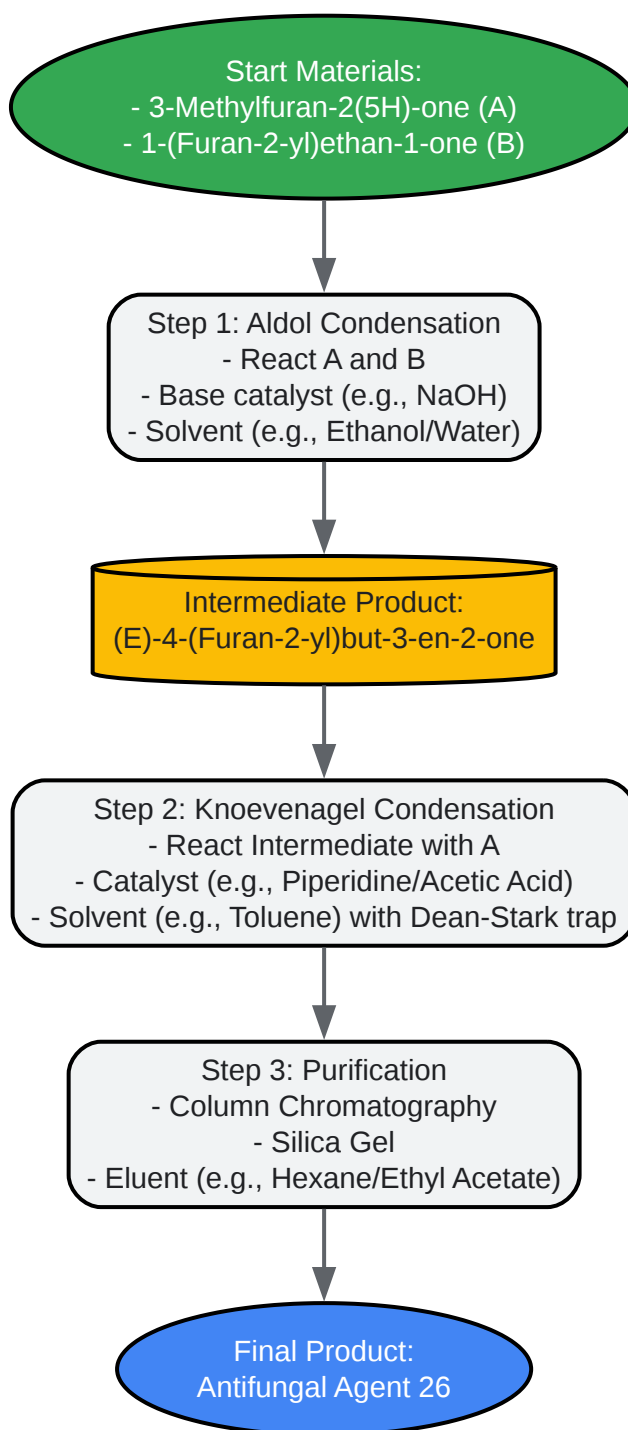 Start Materials:
- 3-Methylfuran-2(5H)-one (A)
- 1-(Furan-2-yl)ethan-1-one (B)
Step 1: Aldol Condensation
- React A and B
- Base catalyst (e.g., NaOH)
- Solvent (e.g., Ethanol/Water)
Intermediate Product:
(E)-4-(Furan-2-yl)but-3-en-2-one
Step 2: Knoevenagel Condensation
- React Intermediate with A
- Catalyst (e.g., Piperidine/Acetic Acid)
- Solvent (e.g., Toluene) with Dean-Stark trap
Step 3: Purification
- Column Chromatography
- Silica Gel
- Eluent (e.g., Hexane/Ethyl Acetate)
Final Product:
Antifungal Agent 26